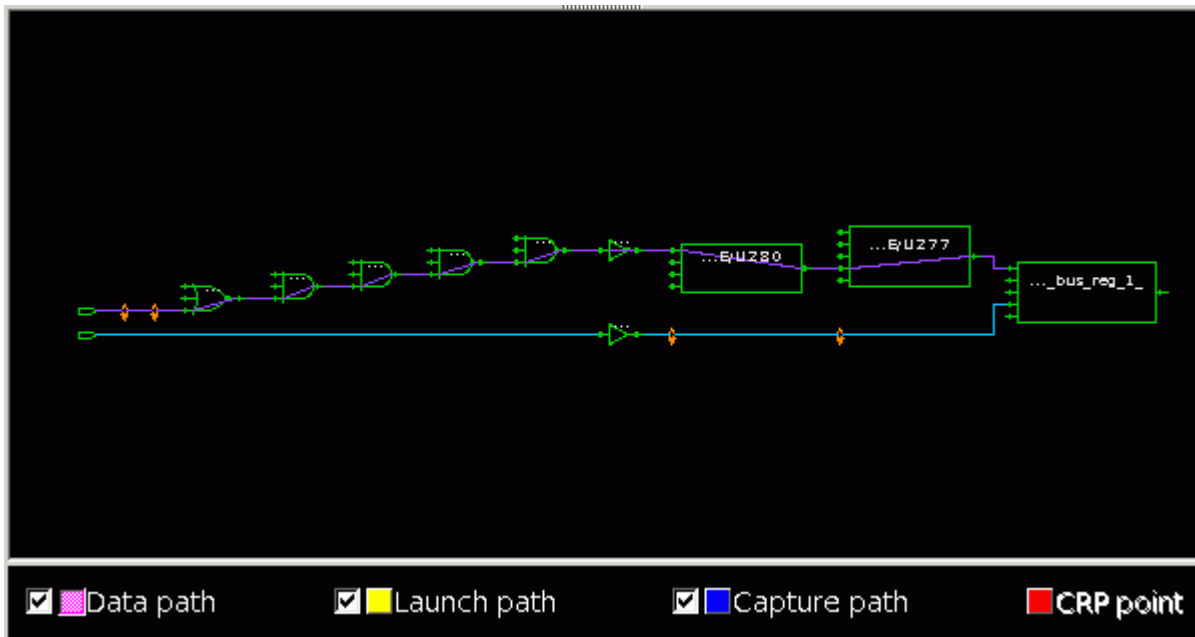 ...E/U280
...E/U277
..._bus_reg_1_
Data path
Launch path
Capture path
CRP point